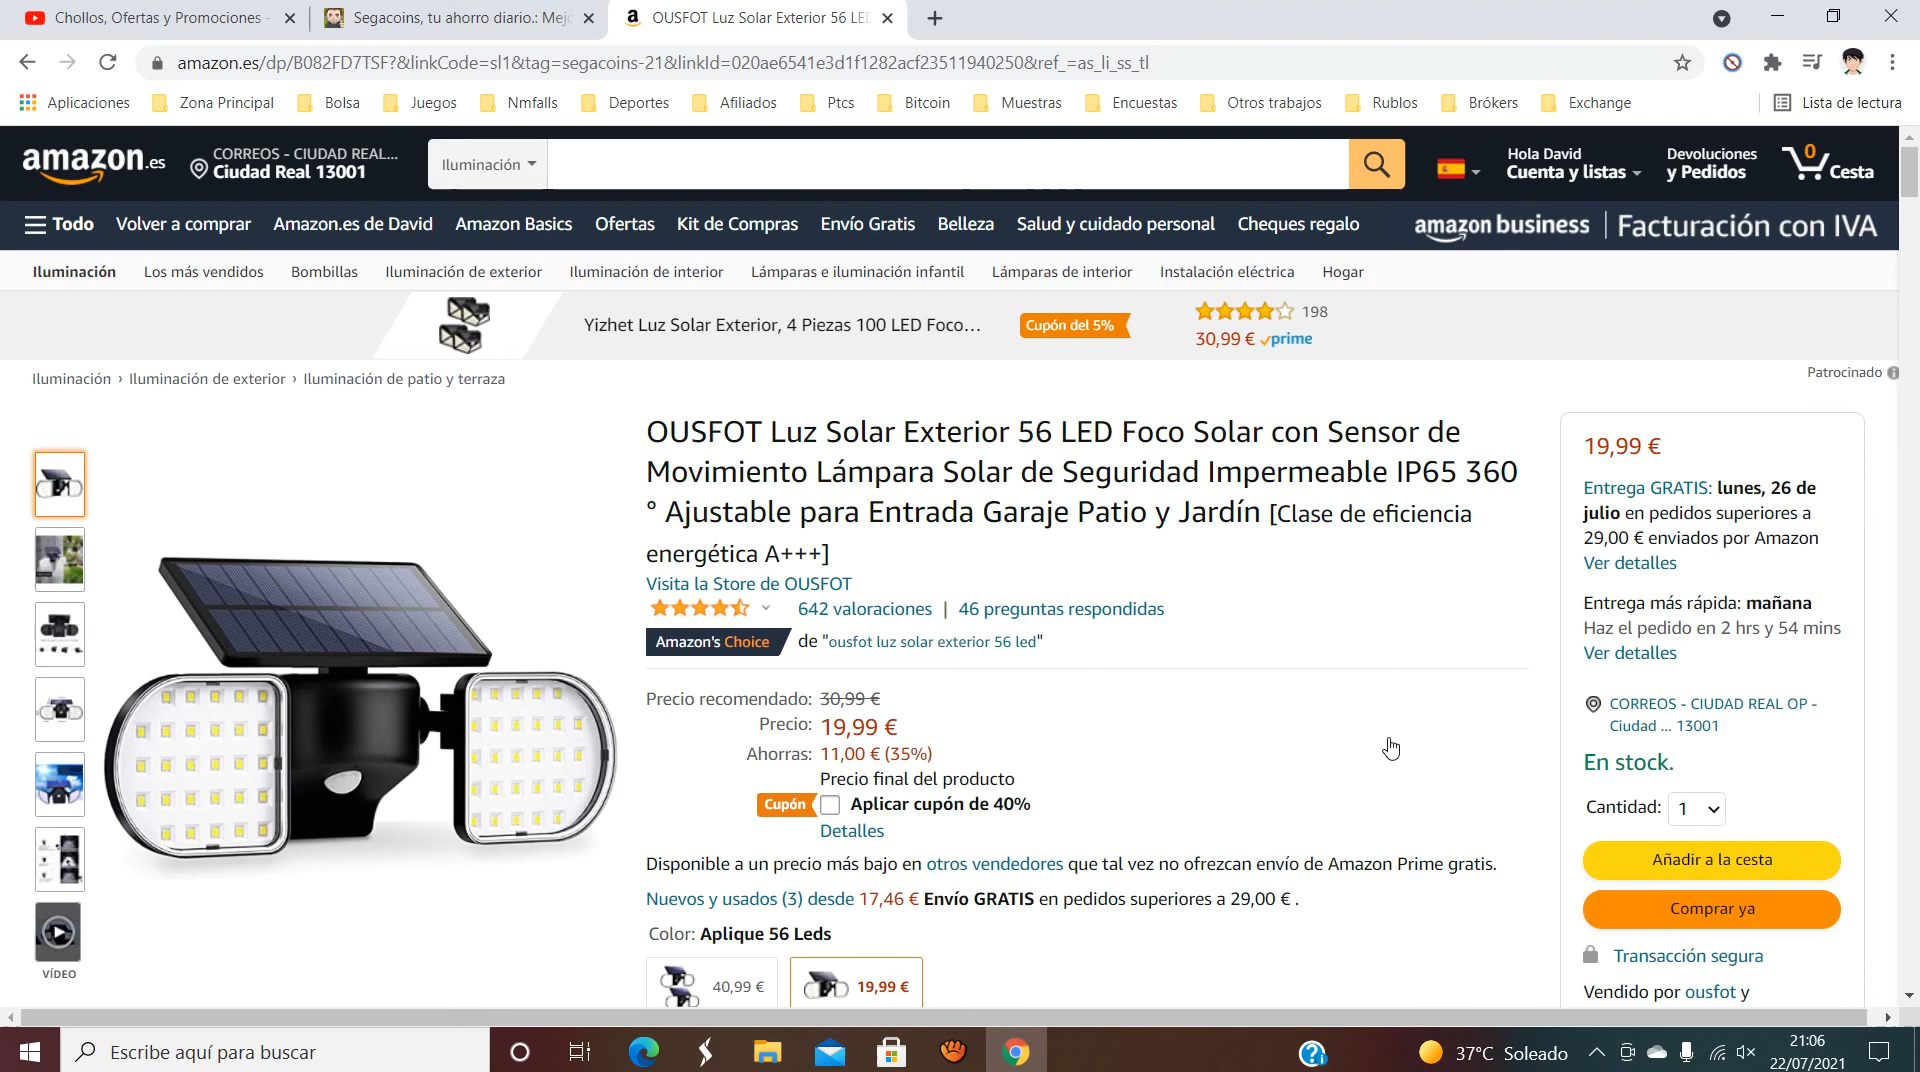 Chollos, Ofertas y Promociones -
Segacoins, tu ahorro diario.: Mejo
OUSFOT Luz Solar Exterior 56 LED
amazon.es/dp/B082FD7TSF?&linkCode=sl1&tag=segacoins-21&linkId=020ae6541e3d1f1282acf23511940250&ref_=as_li_ss_tl
Aplicaciones
Zona Principal
Bolsa
Juegos
Nmfalls
Deportes
Afiliados
Ptcs
Bitcoin
Muestras
Encuestas
Otros trabajos
Rublos
Brókers
Exchange
Lista de lectura
amazon.es
CORREOS - CIUDAD REAL...
Ciudad Real 13001
Iluminación
Hola David
Cuenta y listas
Devoluciones
y Pedidos
0
Cesta
Todo
Volver a comprar
Amazon.es de David
Amazon Basics
Ofertas
Kit de Compras
Envío Gratis
Belleza
Salud y cuidado personal
Cheques regalo
amazon business | Facturación con IVA
Iluminación
Los más vendidos
Bombillas
Iluminación de exterior
Iluminación de interior
Lámparas e iluminación infantil
Lámparas de interior
Instalación eléctrica
Hogar
Yizhet Luz Solar Exterior, 4 Piezas 100 LED Foco…
Cupón del 5%
198
30,99 € prime
Iluminación › Iluminación de exterior › Iluminación de patio y terraza
Patrocinado
OUSFOT Luz Solar Exterior 56 LED Foco Solar con Sensor de
Movimiento Lámpara Solar de Seguridad Impermeable IP65 360
° Ajustable para Entrada Garaje Patio y Jardín [Clase de eficiencia
energética A+++]
Visita la Store de OUSFOT
642 valoraciones | 46 preguntas respondidas
Amazon's Choice de "ousfot luz solar exterior 56 led"
Precio recomendado: 30,99 €
Precio: 19,99 €
Ahorras: 11,00 € (35%)
Precio final del producto
Cupón Aplicar cupón de 40%
Detalles
Disponible a un precio más bajo en otros vendedores que tal vez no ofrezcan envío de Amazon Prime gratis.
Nuevos y usados (3) desde 17,46 € Envío GRATIS en pedidos superiores a 29,00 € .
Color: Aplique 56 Leds
40,99 €
19,99 €
VÍDEO
19,99 €
Entrega GRATIS: lunes, 26 de
julio en pedidos superiores a
29,00 € enviados por Amazon
Ver detalles
Entrega más rápida: mañana
Haz el pedido en 2 hrs y 54 mins
Ver detalles
CORREOS - CIUDAD REAL OP -
Ciudad ... 13001
En stock.
Cantidad: 1
Añadir a la cesta
Comprar ya
Transacción segura
Vendido por ousfot y
Escribe aquí para buscar
37°C Soleado
21:06
22/07/2021